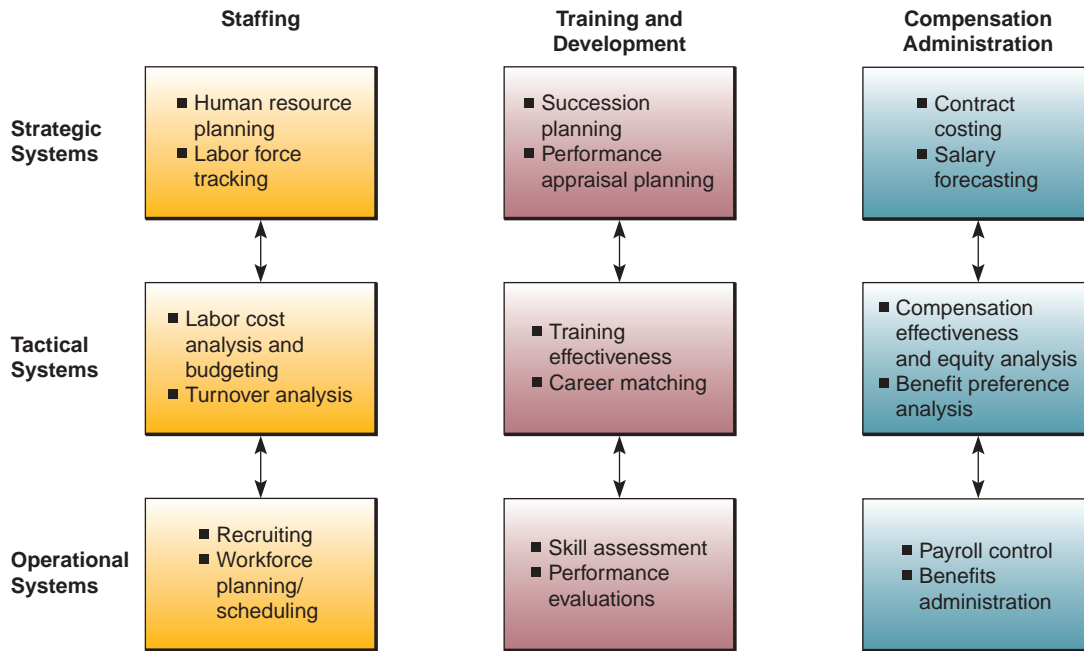 Staffing
Training and
Development
Compensation
Administration
Strategic
Systems
■ Human resource
planning
■ Labor force
tracking
■ Succession
planning
■ Performance
appraisal planning
■ Contract
costing
■ Salary
forecasting
Tactical
Systems
■ Labor cost
analysis and
budgeting
■ Turnover analysis
■ Training
effectiveness
■ Career matching
■ Compensation
effectiveness
and equity analysis
■ Benefit preference
analysis
Operational
Systems
■ Recruiting
■ Workforce
planning/
scheduling
■ Skill assessment
■ Performance
evaluations
■ Payroll control
■ Benefits
administration